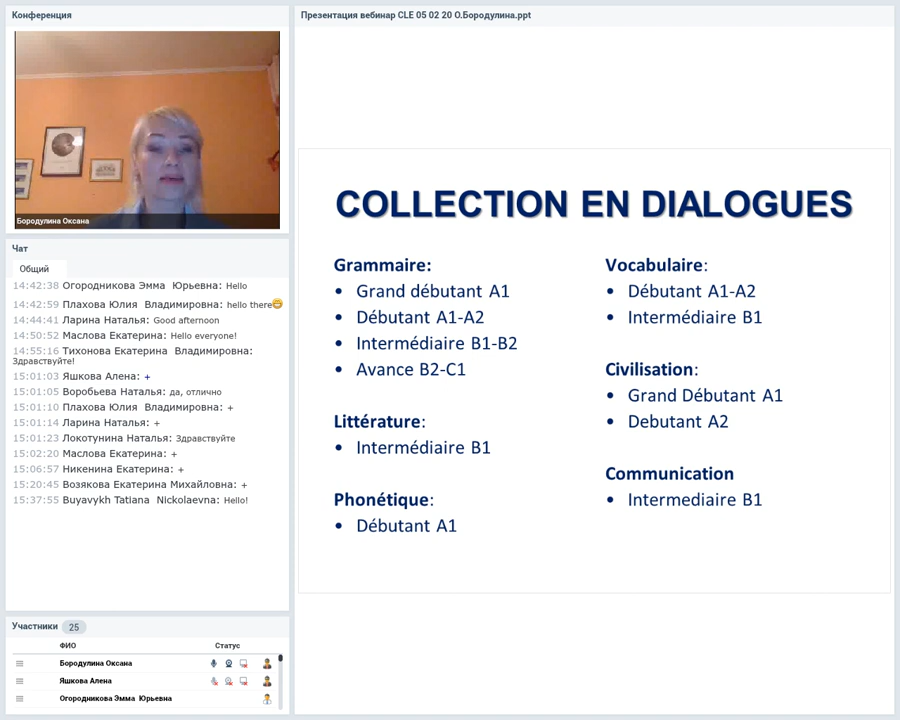 Конференция
Бородулина Оксана
Чат
Общий
14:42:38 Огородникова Эмма Юрьевна: Hello
14:42:59 Плахова Юлия Владимировна: hello there
14:44:41 Ларина Наталья: Good afternoon
14:50:52 Маслова Екатерина: Hello everyone!
14:55:16 Тихонова Екатерина Владимировна:
Здравствуйте!
15:01:03 Яшкова Алена: +
15:01:05 Воробьева Наталья: да, отлично
15:01:10 Плахова Юлия Владимировна: +
15:01:14 Ларина Наталья: +
15:01:23 Локотунина Наталья: Здравствуйте
15:02:20 Маслова Екатерина: +
15:06:57 Никенина Екатерина: +
15:20:45 Возякова Екатерина Михайловна: +
15:37:55 Buyavykh Tatiana Nickolaevna: Hello!
Участники 25
ФИО Статус
Бородулина Оксана
Яшкова Алена
Огородникова Эмма Юрьевна
Презентация вебинар CLE 05 02 20 О.Бородулина.ppt
COLLECTION EN DIALOGUES
Grammaire:
• Grand débutant A1
• Débutant A1-A2
• Intermédiaire B1-B2
• Avance B2-C1
Littérature:
• Intermédiaire B1
Phonétique:
• Débutant A1
Vocabulaire:
• Débutant A1-A2
• Intermédiaire B1
Civilisation:
• Grand Débutant A1
• Debutant A2
Communication
• Intermediaire B1